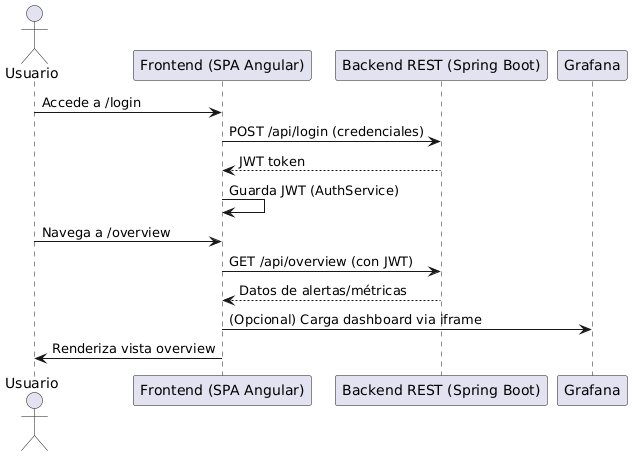 Usuario
Frontend (SPA Angular)
Backend REST (Spring Boot)
Grafana
Accede a /login
POST /api/login (credenciales)
JWT token
Guarda JWT (AuthService)
Navega a /overview
GET /api/overview (con JWT)
Datos de alertas/métricas
(Opcional) Carga dashboard via iframe
Renderiza vista overview
Usuario
Frontend (SPA Angular)
Backend REST (Spring Boot)
Grafana